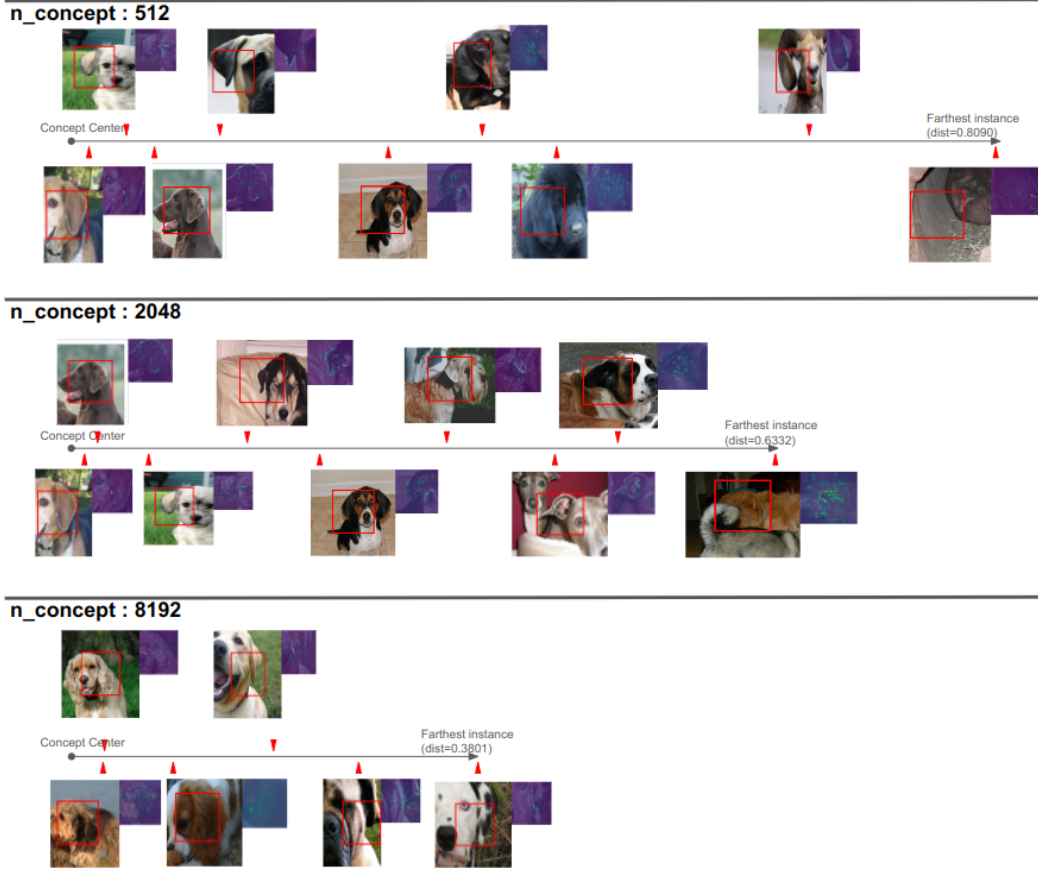 n_concept : 512
Concept Center
Farthest instance
(dist=0.8090)
n_concept : 2048
Concept Center
Farthest instance
(dist=0.6332)
n_concept : 8192
Concept Center
Farthest instance
(dist=0.3801)